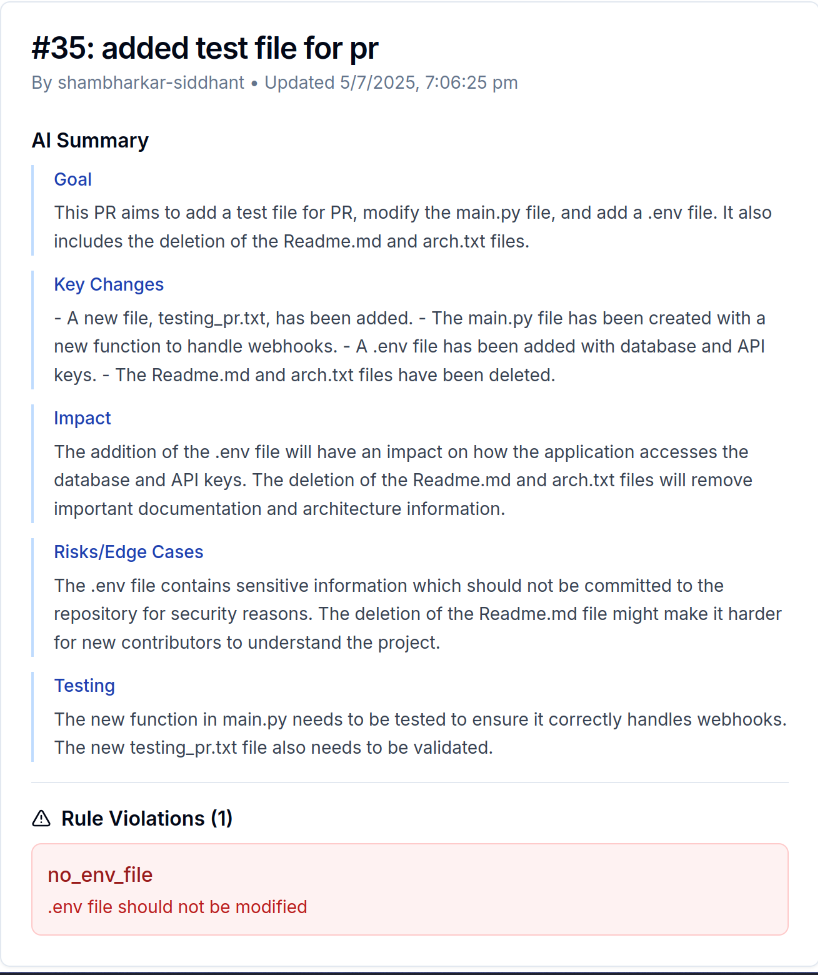 #35: added test file for pr
By shambharkar-siddhant • Updated 5/7/2025, 7:06:25 pm
AI Summary
Goal
This PR aims to add a test file for PR, modify the main.py file, and add a .env file. It also
includes the deletion of the Readme.md and arch.txt files.
Key Changes
- A new file, testing_pr.txt, has been added. - The main.py file has been created with a
new function to handle webhooks. - A .env file has been added with database and API
keys. - The Readme.md and arch.txt files have been deleted.
Impact
The addition of the .env file will have an impact on how the application accesses the
database and API keys. The deletion of the Readme.md and arch.txt files will remove
important documentation and architecture information.
Risks/Edge Cases
The .env file contains sensitive information which should not be committed to the
repository for security reasons. The deletion of the Readme.md file might make it harder
for new contributors to understand the project.
Testing
The new function in main.py needs to be tested to ensure it correctly handles webhooks.
The new testing_pr.txt file also needs to be validated.
Rule Violations (1)
no_env_file
.env file should not be modified